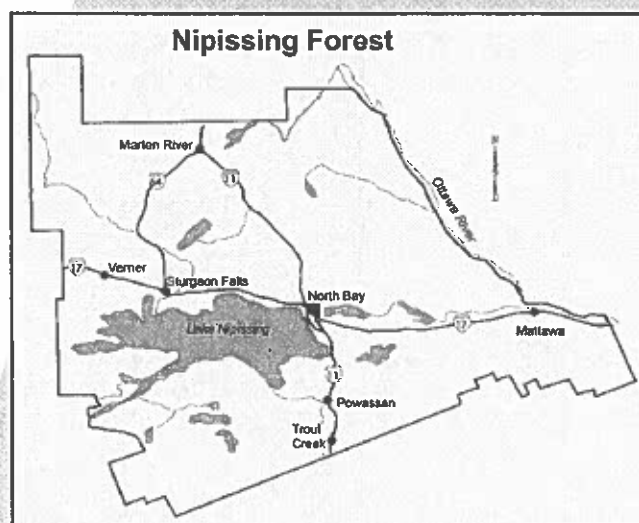 Nipissing Forest
Marten River
11
Ottawa River
17
Verner
Sturgeon Falls
North Bay
Lake Nipissing
17
Mattawa
11
Powassan
Trout
Creek